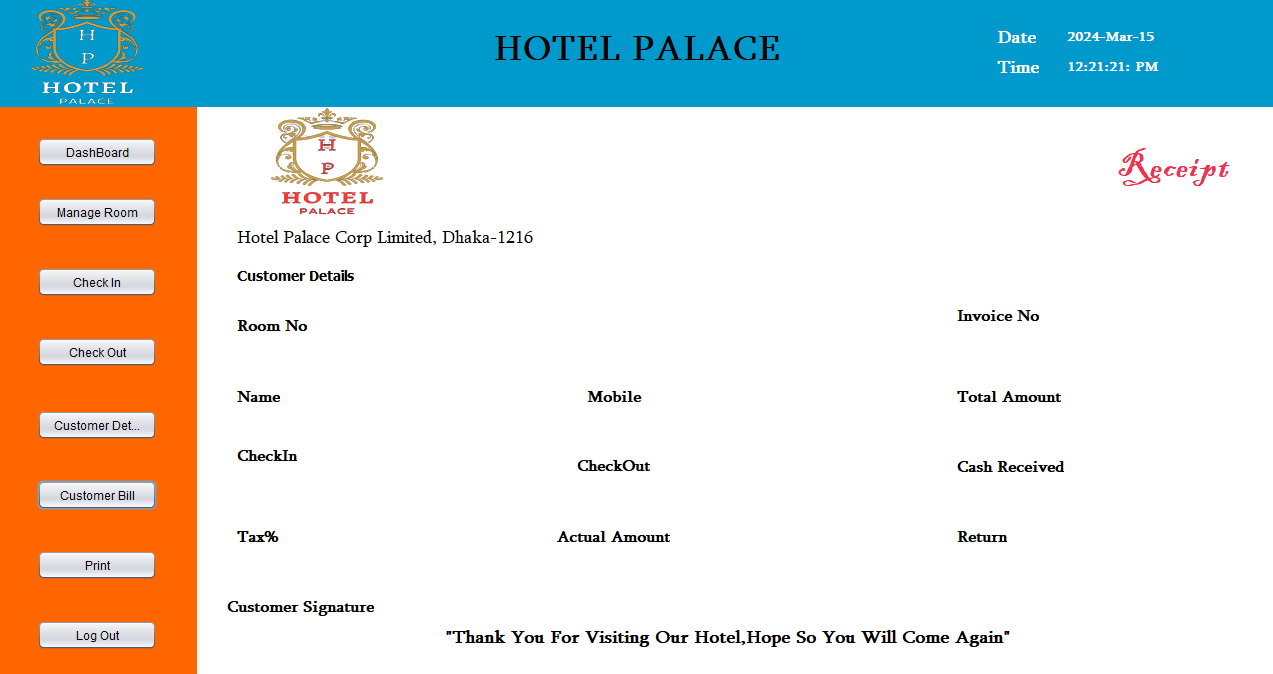 H
P
HOTEL
PALACE
HOTEL PALACE
Date 2024-Mar-15
Time 12:21:21: PM
DashBoard
Manage Room
Check In
Check Out
Customer Det...
Customer Bill
Print
Log Out
H
P
HOTEL
PALACE
Receipt
Hotel Palace Corp Limited, Dhaka-1216
Customer Details
Room No
Invoice No
Name Mobile Total Amount
CheckIn CheckOut Cash Received
Tax% Actual Amount Return
Customer Signature
"Thank You For Visiting Our Hotel,Hope So You Will Come Again"